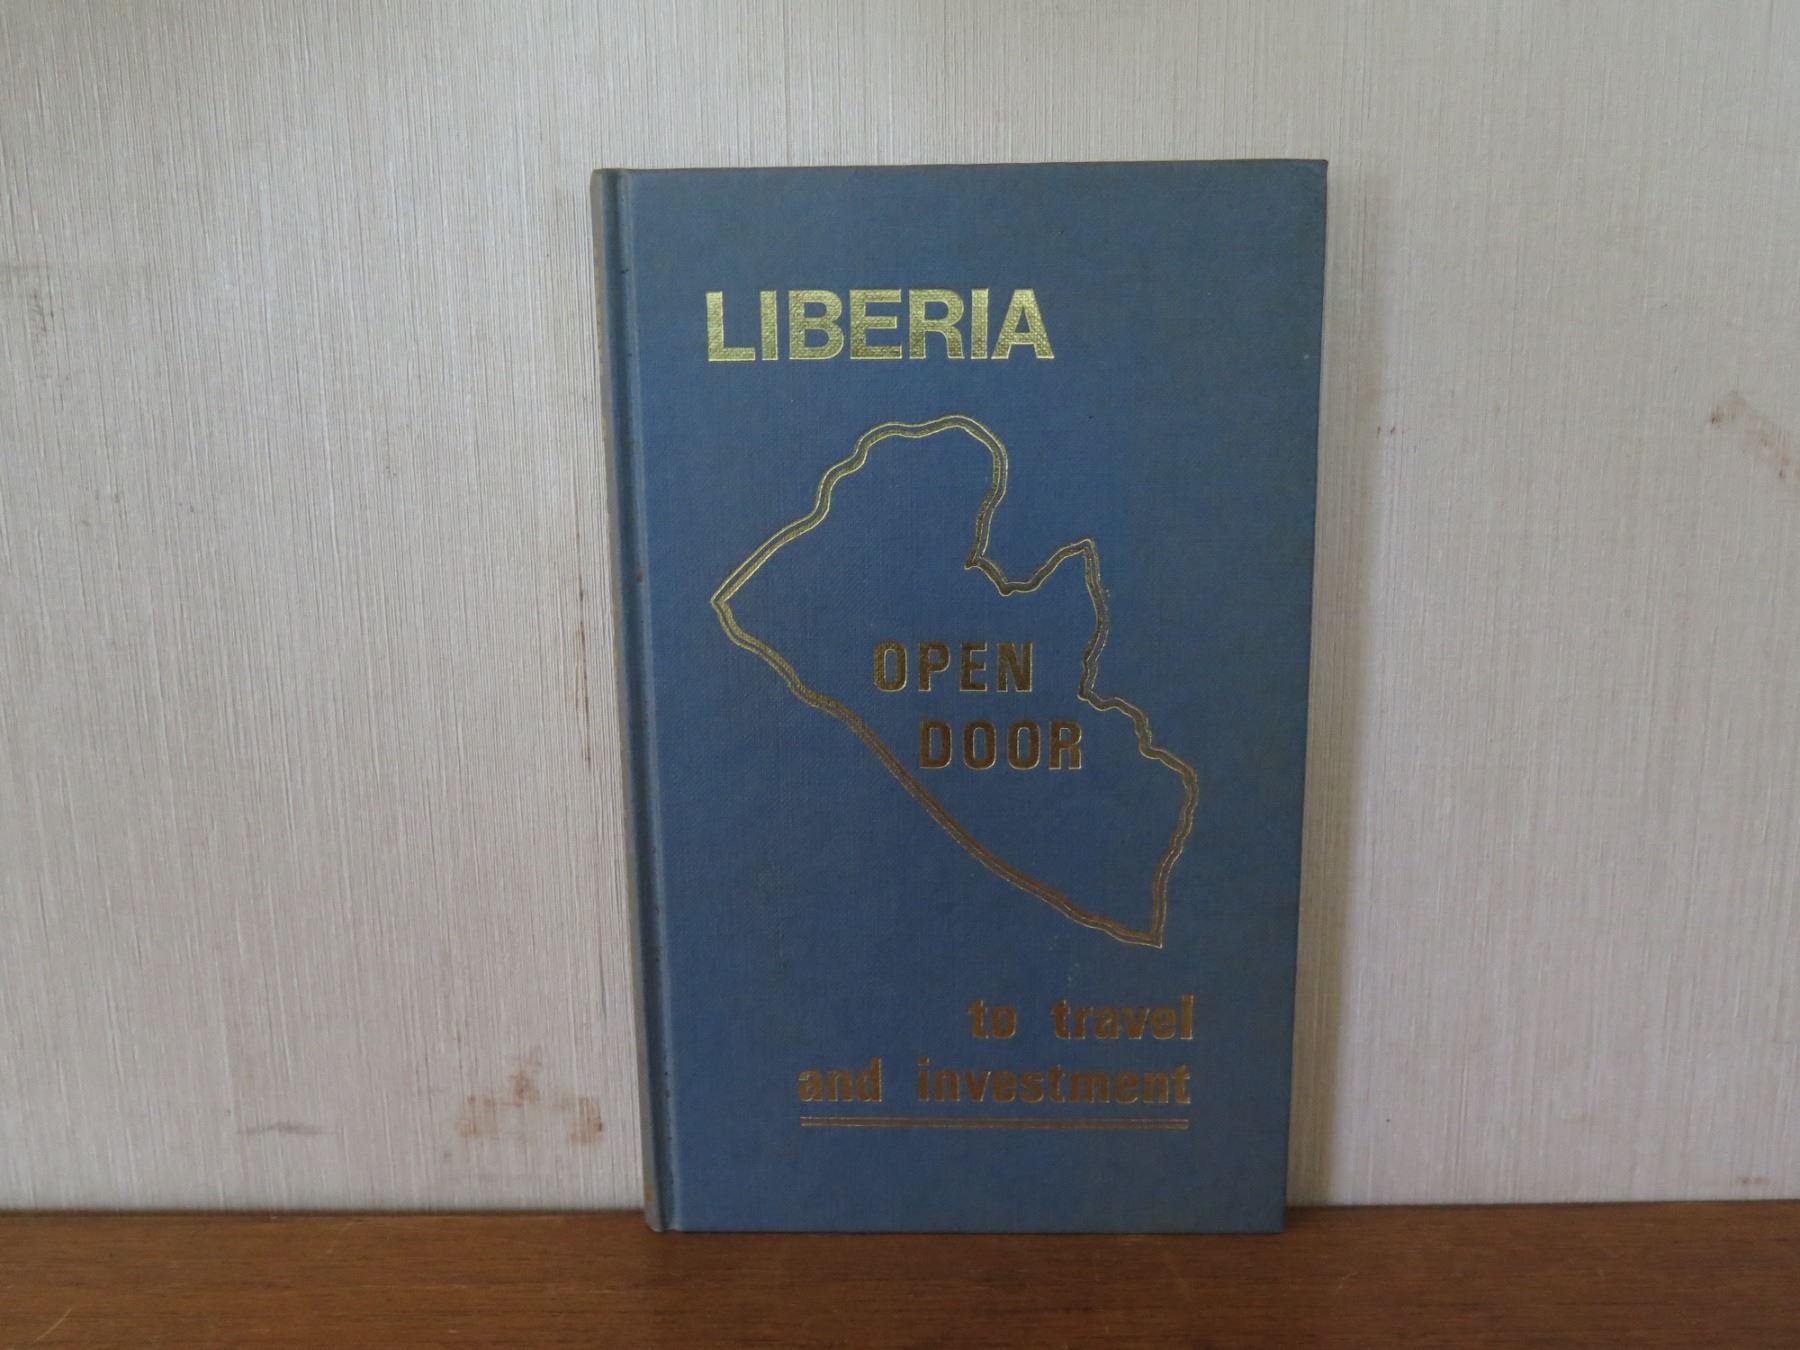 LIBERIA
OPEN
DOOR
to travel
and investment